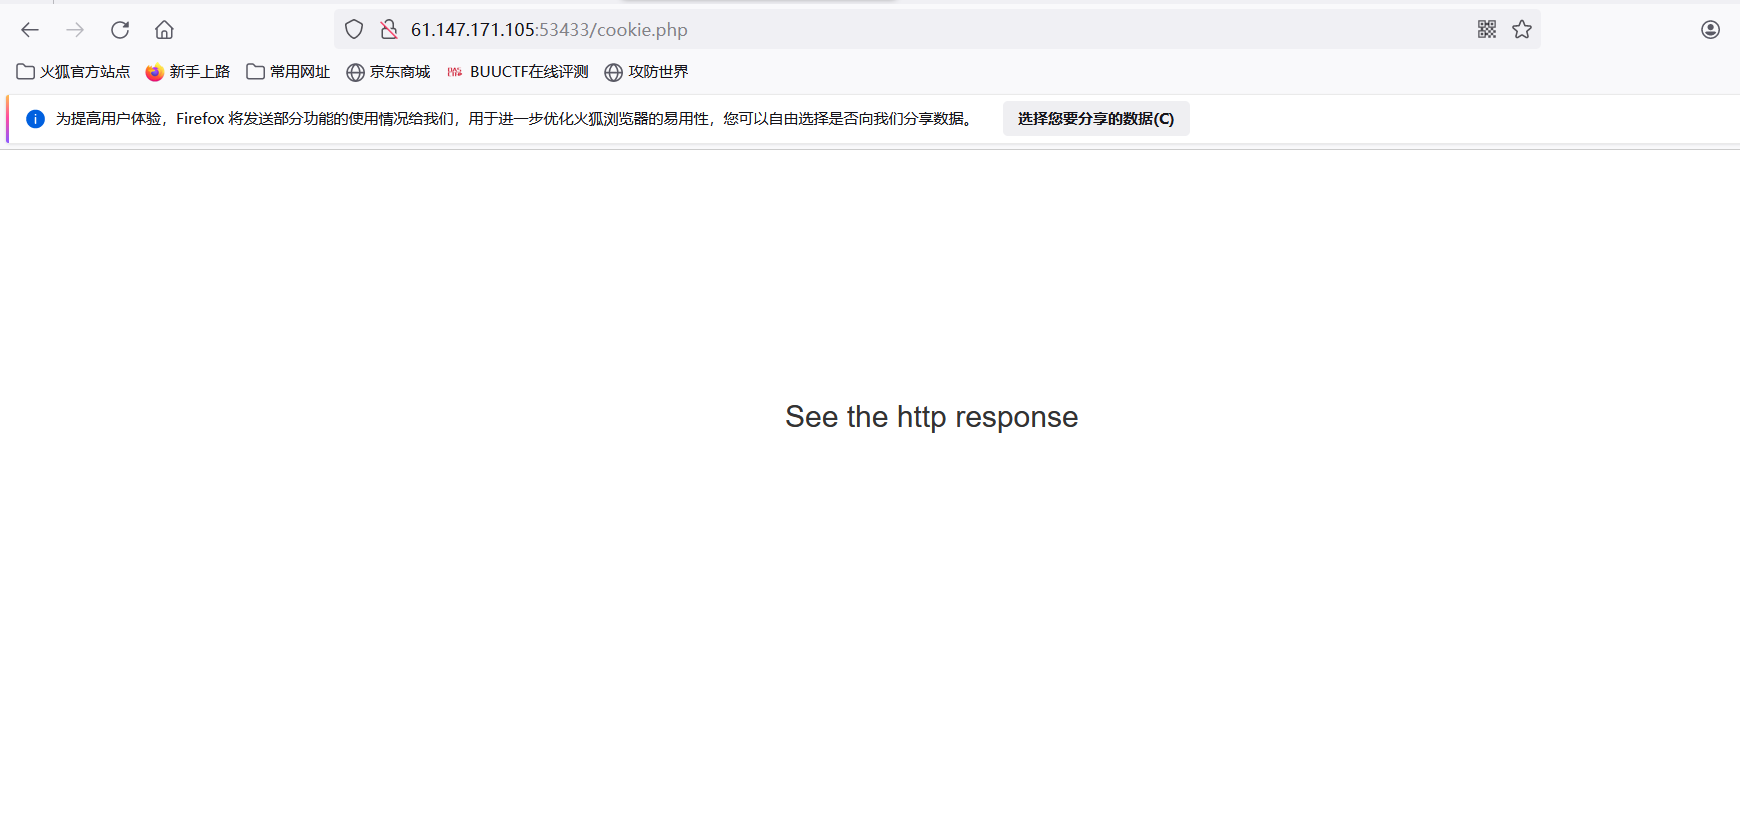 61.147.171.105:53433/cookie.php
火狐官方站点 新手上路 常用网址 京东商城 BUUCTF在线评测 攻防世界
为提高用户体验，Firefox 将发送部分功能的使用情况给我们，用于进一步优化火狐浏览器的易用性，您可以自由选择是否向我们分享数据。 选择您要分享的数据(C)
See the http response